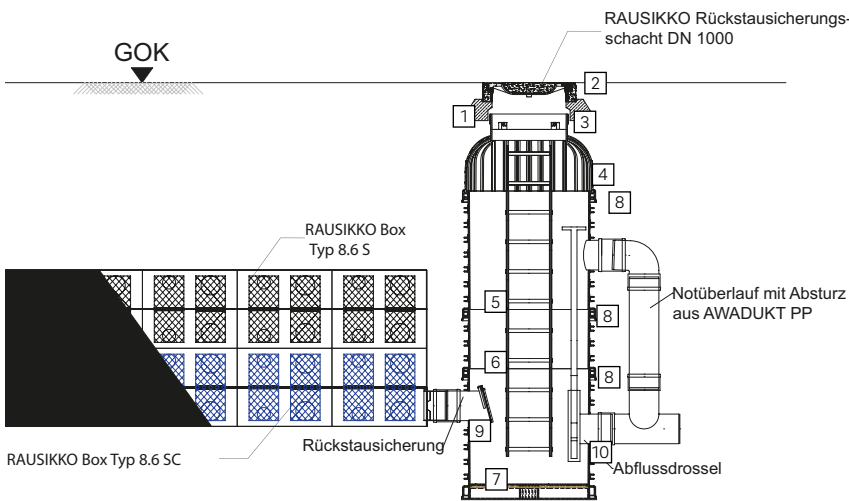 RAUSIKKO Rückstausicherungs-
schacht DN 1000
GOK
2
1
3
4
8
RAUSIKKO Box
Typ 8.6 S
5
8
Notüberlauf mit Absturz
aus AWADUKT PP
6
8
9
Rückstausicherung
10
RAUSIKKO Box Typ 8.6 SC
Abflussdrossel
7